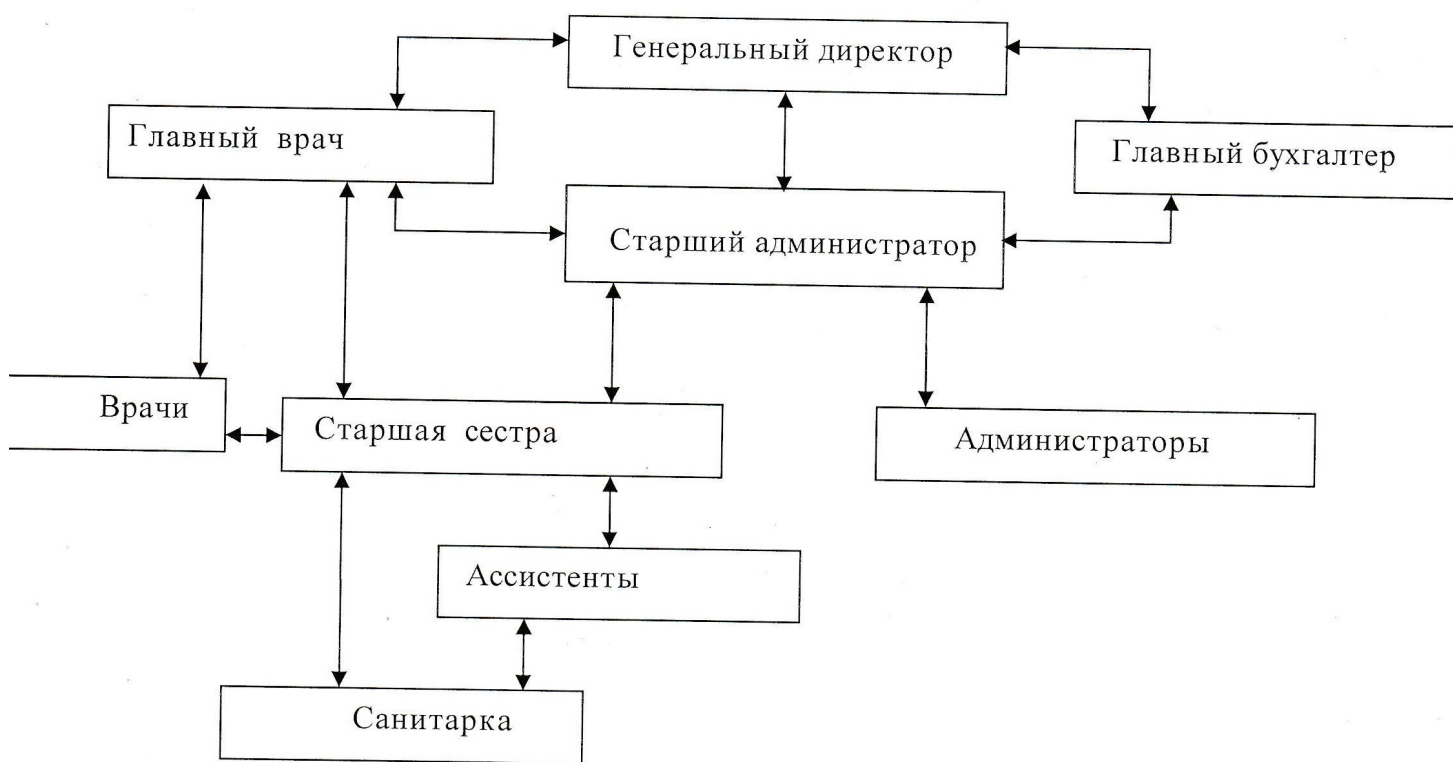 Генеральный директор
Главный врач
Главный бухгалтер
Старший администратор
Врачи
Старшая сестра
Администраторы
Ассистенты
Санитарка